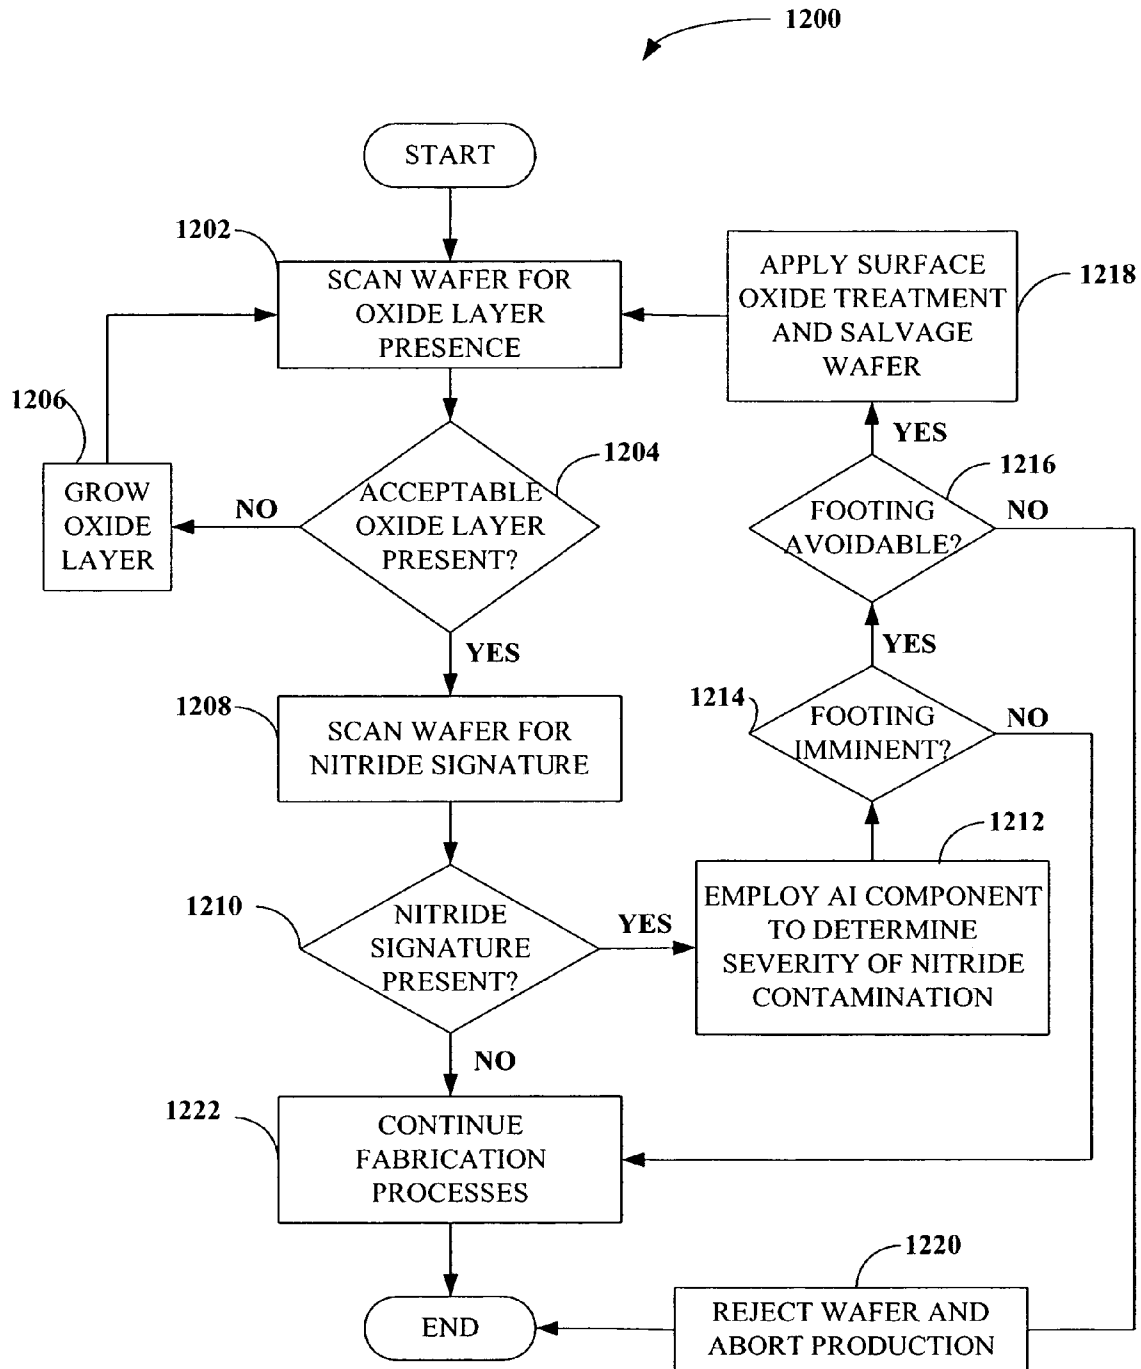 1200
START
1202
SCAN WAFER FOR
OXIDE LAYER
PRESENCE
APPLY SURFACE
OXIDE TREATMENT
AND SALVAGE
WAFER
1218
1206
GROW
OXIDE
LAYER
NO
ACCEPTABLE
OXIDE LAYER
PRESENT?
1204
YES
YES
1216
FOOTING
AVOIDABLE?
NO
YES
1208
SCAN WAFER FOR
NITRIDE SIGNATURE
1214
FOOTING
IMMINENT?
NO
1210
NITRIDE
SIGNATURE
PRESENT?
YES
1212
EMPLOY AI COMPONENT
TO DETERMINE
SEVERITY OF NITRIDE
CONTAMINATION
NO
1222
CONTINUE
FABRICATION
PROCESSES
1220
REJECT WAFER AND
ABORT PRODUCTION
END